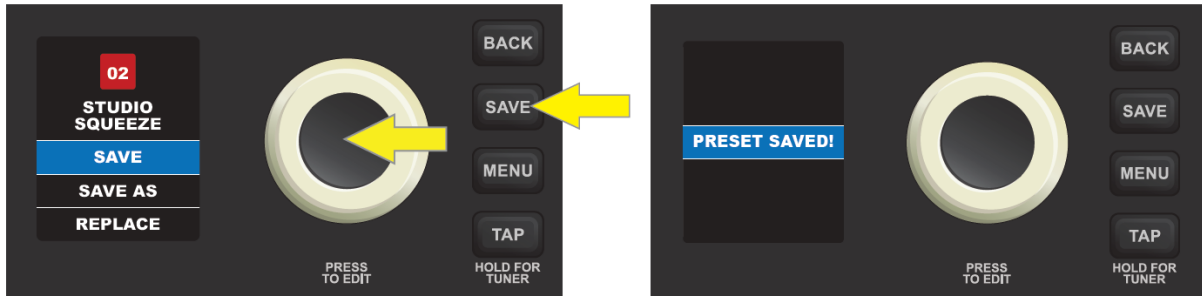 02
STUDIO
SQUEEZE
SAVE
SAVE AS
REPLACE
PRESS
TO EDIT
BACK
SAVE
MENU
TAP
HOLD FOR
TUNER
PRESET SAVED!
PRESS
TO EDIT
BACK
SAVE
MENU
TAP
HOLD FOR
TUNER